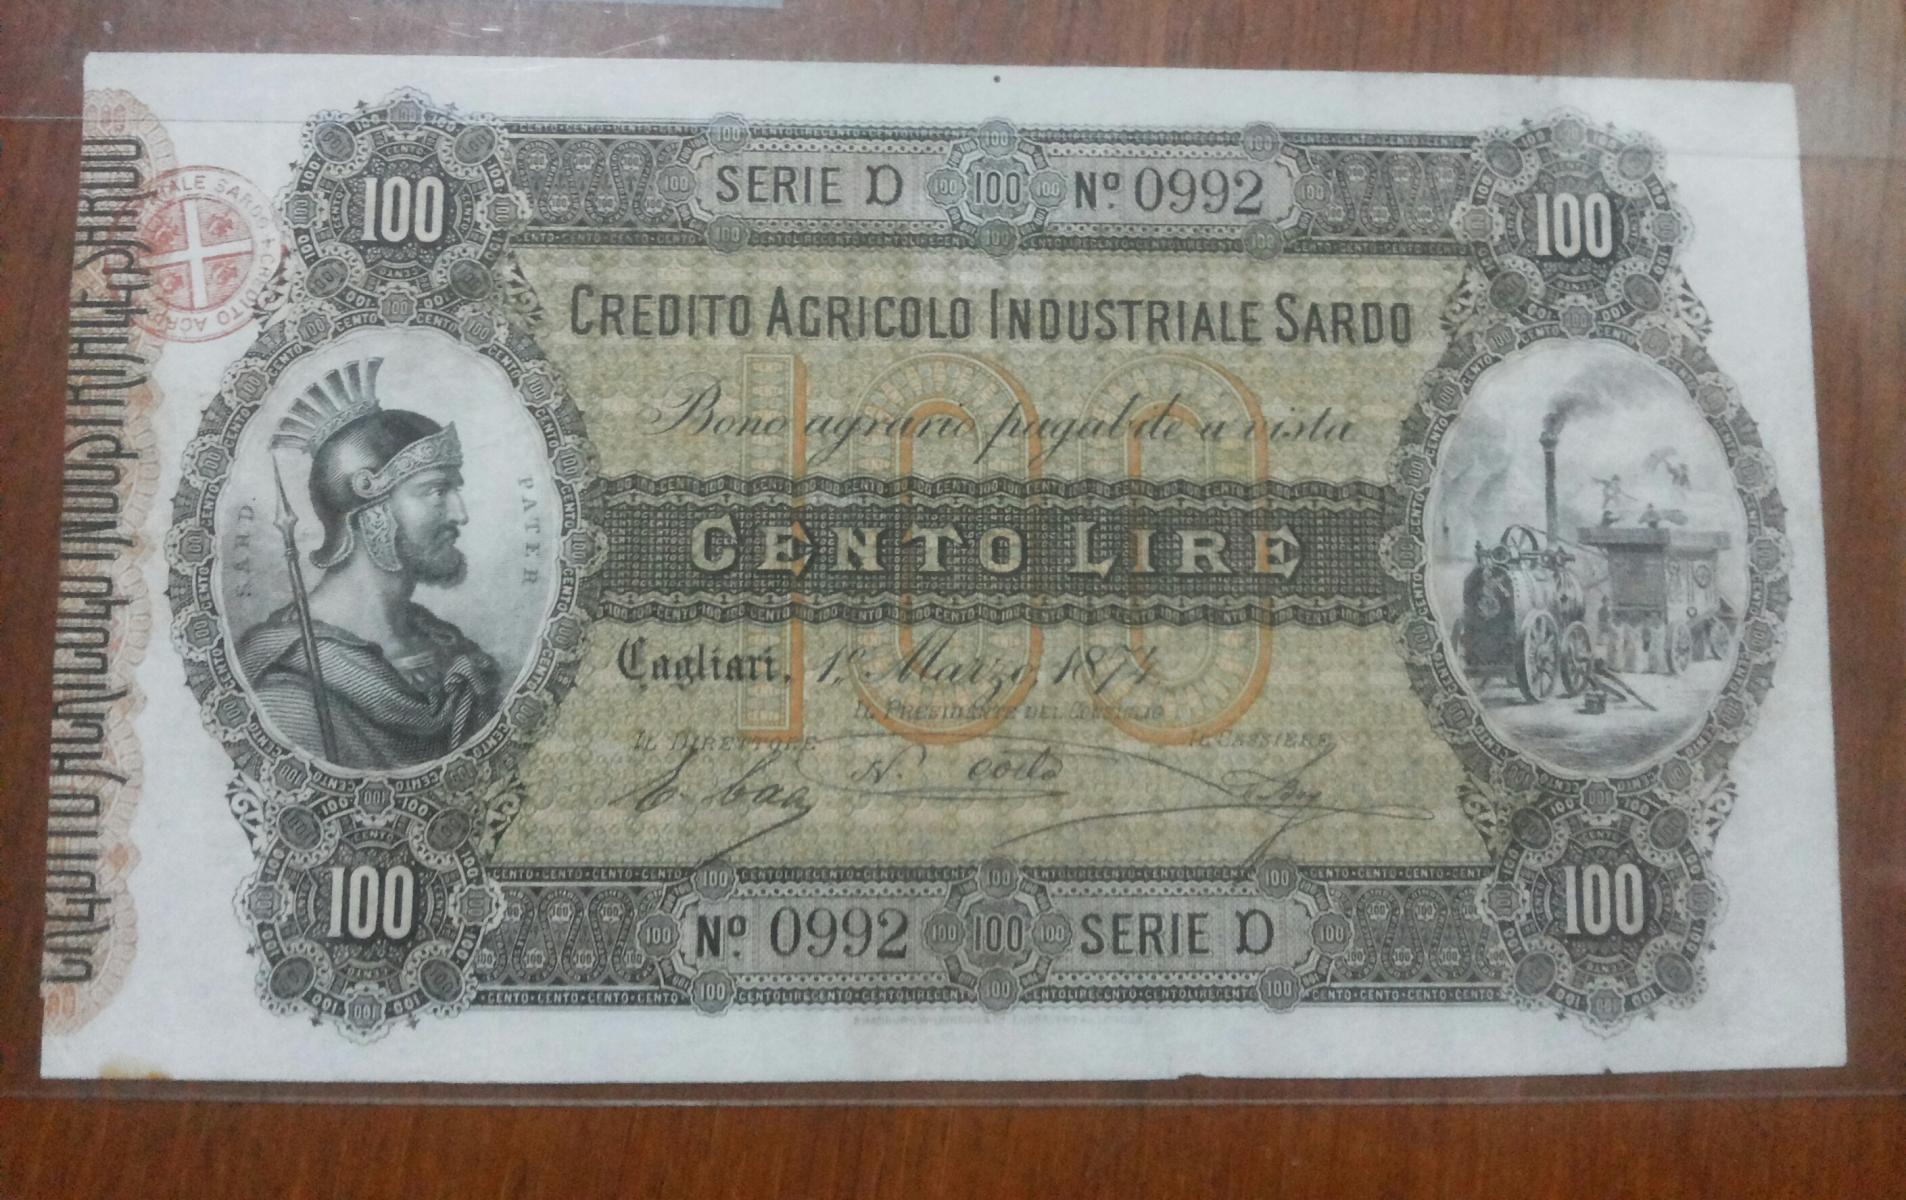 100
SERIE D
100
Nº 0992
100
CREDITO AGRICOLO INDUSTRIALE SARDO
CREDITO AGRICOLO INDUSTRIALE SARDO
100
Bono agrario pagabile a vista
SARD PATER
CENTO LIRE
Cagliari, 1º Marzo, 1874
IL PRESIDENTE DEL CONSIGLIO
IL DIRETTORE
IL CASSIERE
100
Nº 0992
100
SERIE D
100